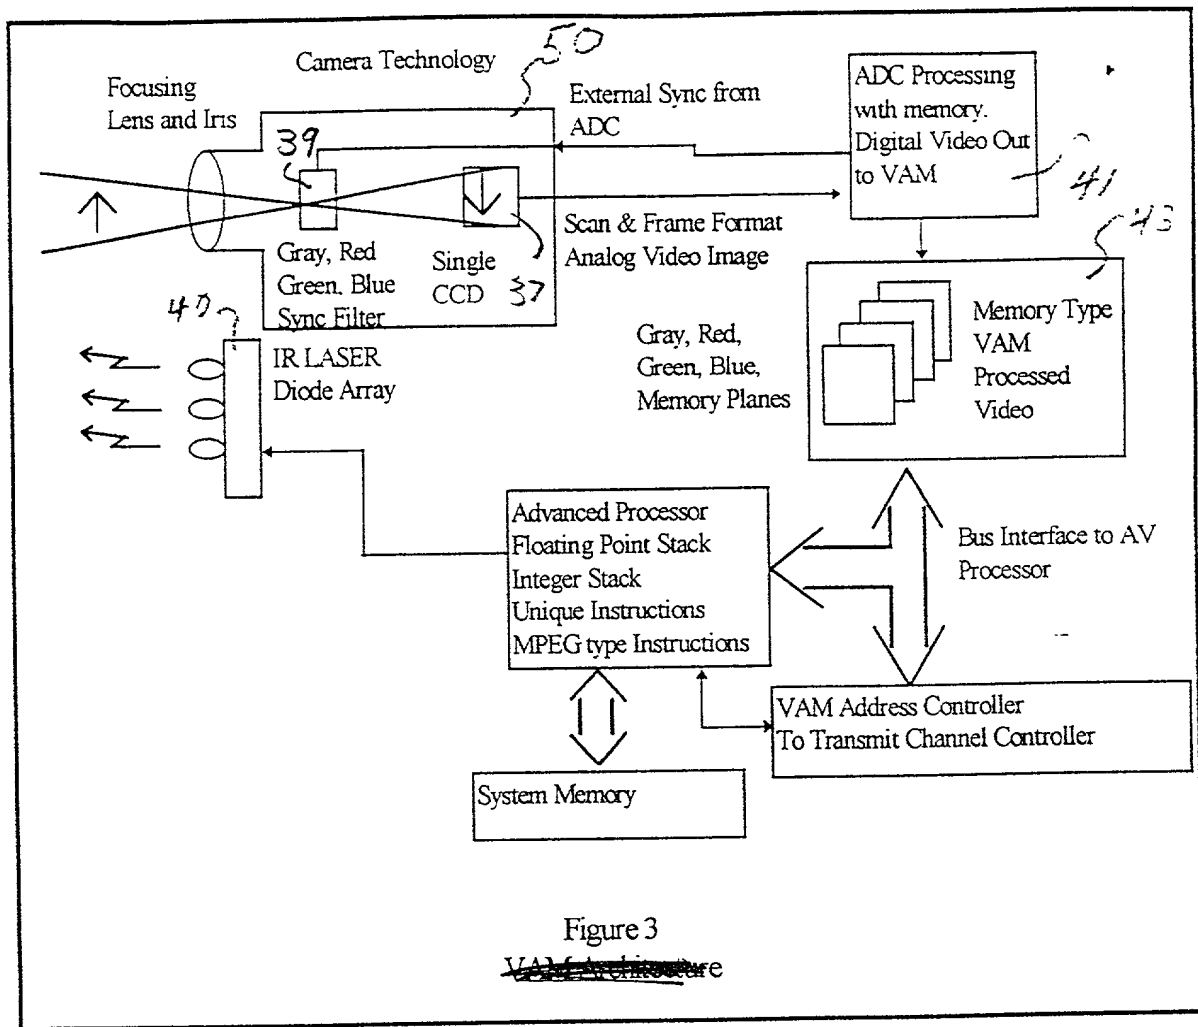 50
Camera Technology
Focusing
Lens and Iris
39
External Sync from
ADC
ADC Processing
with memory.
Digital Video Out
to VAM
41
Scan & Frame Format
Analog Video Image
43
Gray, Red
Green, Blue
Sync Filter
Single
CCD
37
IR LASER
Diode Array
Gray, Red,
Green, Blue,
Memory Planes
Memory Type
VAM
Processed
Video
Advanced Processor
Floating Point Stack
Integer Stack
Unique Instructions
MPEG type Instructions
Bus Interface to AV
Processor
VAM Address Controller
To Transmit Channel Controller
System Memory
Figure 3
VAM Architecture